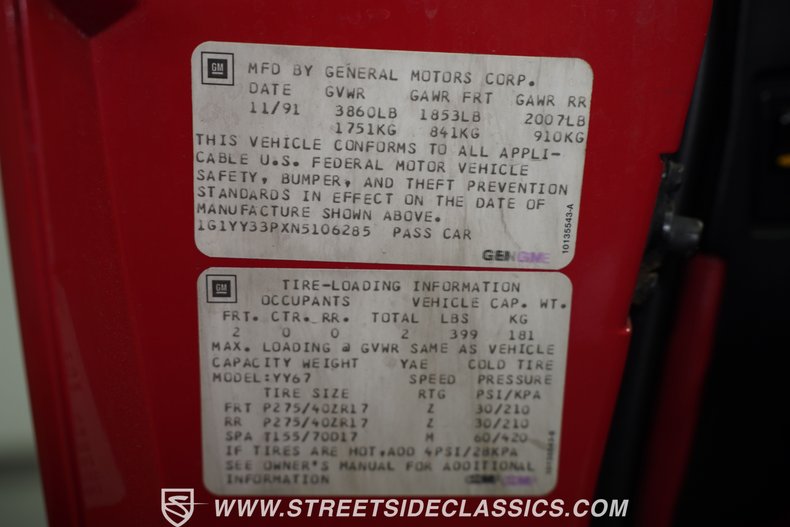 GM MFD BY GENERAL MOTORS CORP.
DATE GVWR GAWR FRT GAWR RR
11/91 3860LB 1853LB 2007LB
1751KG 841KG 910KG
THIS VEHICLE CONFORMS TO ALL APPLI-
CABLE U.S. FEDERAL MOTOR VEHICLE
SAFETY, BUMPER, AND THEFT PREVENTION
STANDARDS IN EFFECT ON THE DATE OF
MANUFACTURE SHOWN ABOVE.
1G1YY33PXN5106285 PASS CAR
10135543-A
GM TIRE-LOADING INFORMATION
OCCUPANTS VEHICLE CAP. WT.
FRT. CTR. RR. TOTAL LBS KG
2 0 0 2 399 181
MAX. LOADING @ GVWR SAME AS VEHICLE
CAPACITY WEIGHT YAE COLD TIRE
MODEL:YY67 SPEED PRESSURE
TIRE SIZE RTG PSI/KPA
FRT P275/40ZR17 Z 30/210
RR P275/40ZR17 Z 30/210
SPA T155/70D17 M 60/420
IF TIRES ARE HOT,ADD 4PSI/28KPA
SEE OWNER'S MANUAL FOR ADDITIONAL
INFORMATION
WWW.STREETSIDECLASSICS.COM